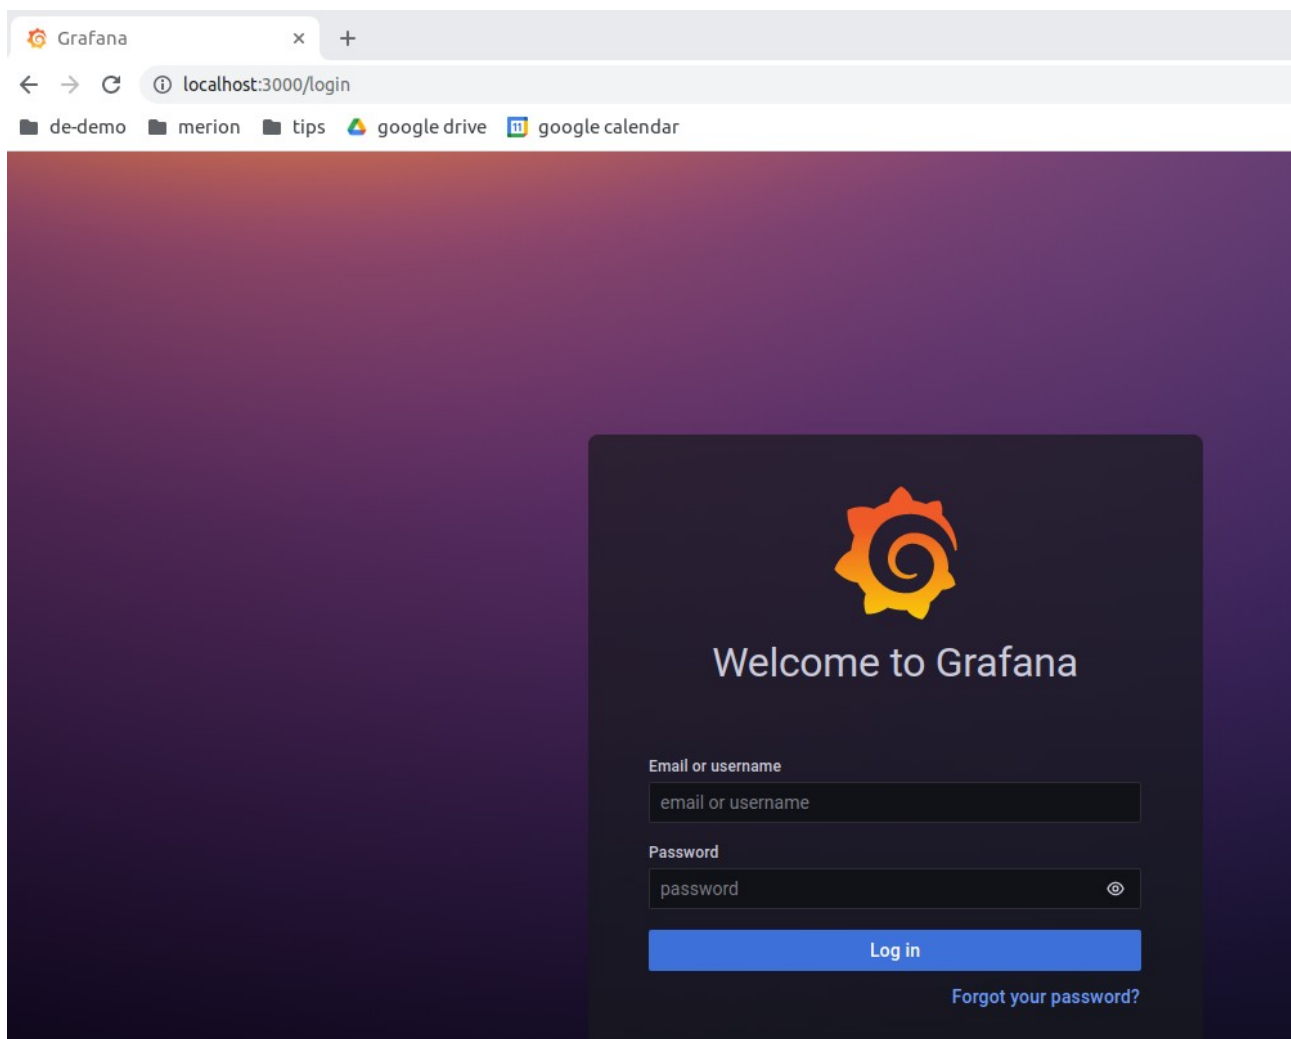 Grafana
localhost:3000/login
de-demo merion tips google drive 11 google calendar
Welcome to Grafana
Email or username
email or username
Password
password
Log in
Forgot your password?